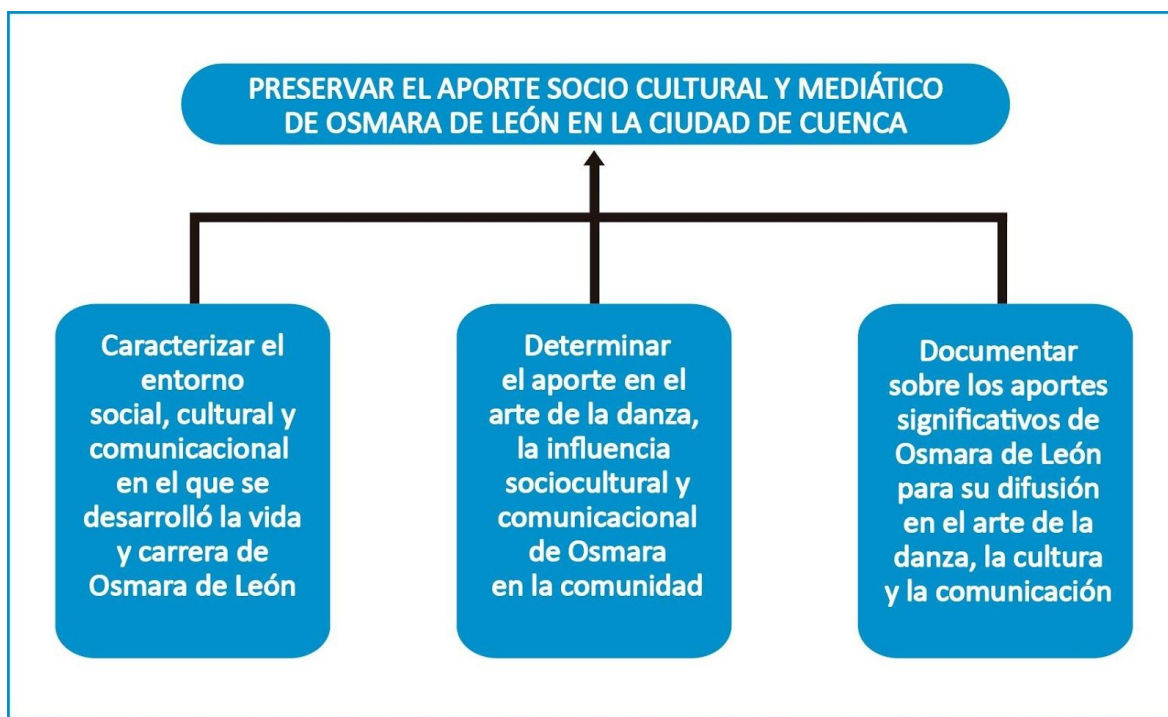 PRESERVAR EL APORTE SOCIO CULTURAL Y MEDIÁTICO
DE OSMARA DE LEÓN EN LA CIUDAD DE CUENCA
Caracterizar el
entorno
social, cultural y
comunicacional
en el que se
desarrolló la vida
y carrera de
Osmara de León
Determinar
el aporte en el
arte de la danza,
la influencia
sociocultural y
comunicacional
de Osmara
en la comunidad
Documentar
sobre los aportes
significativos de
Osmara de León
para su difusión
en el arte de la
danza, la cultura
y la comunicación